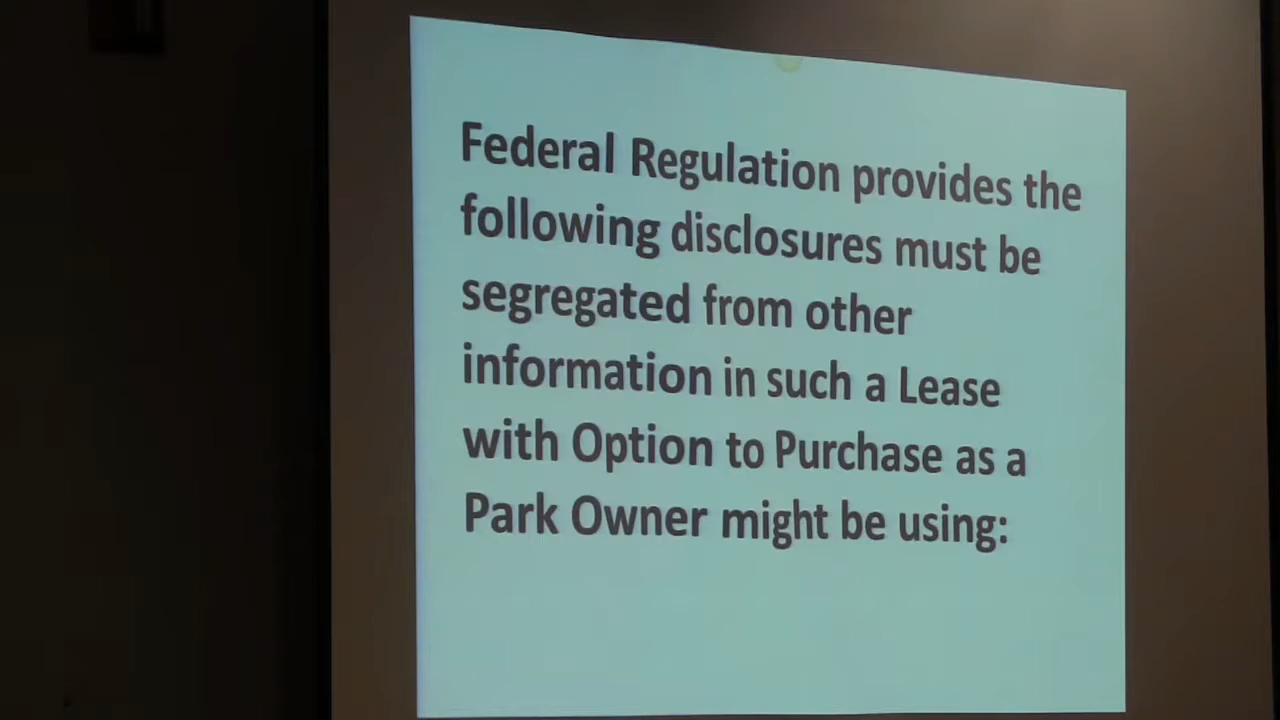 Federal Regulation provides the
following disclosures must be
segregated from other
information in such a Lease
with Option to Purchase as a
Park Owner might be using: